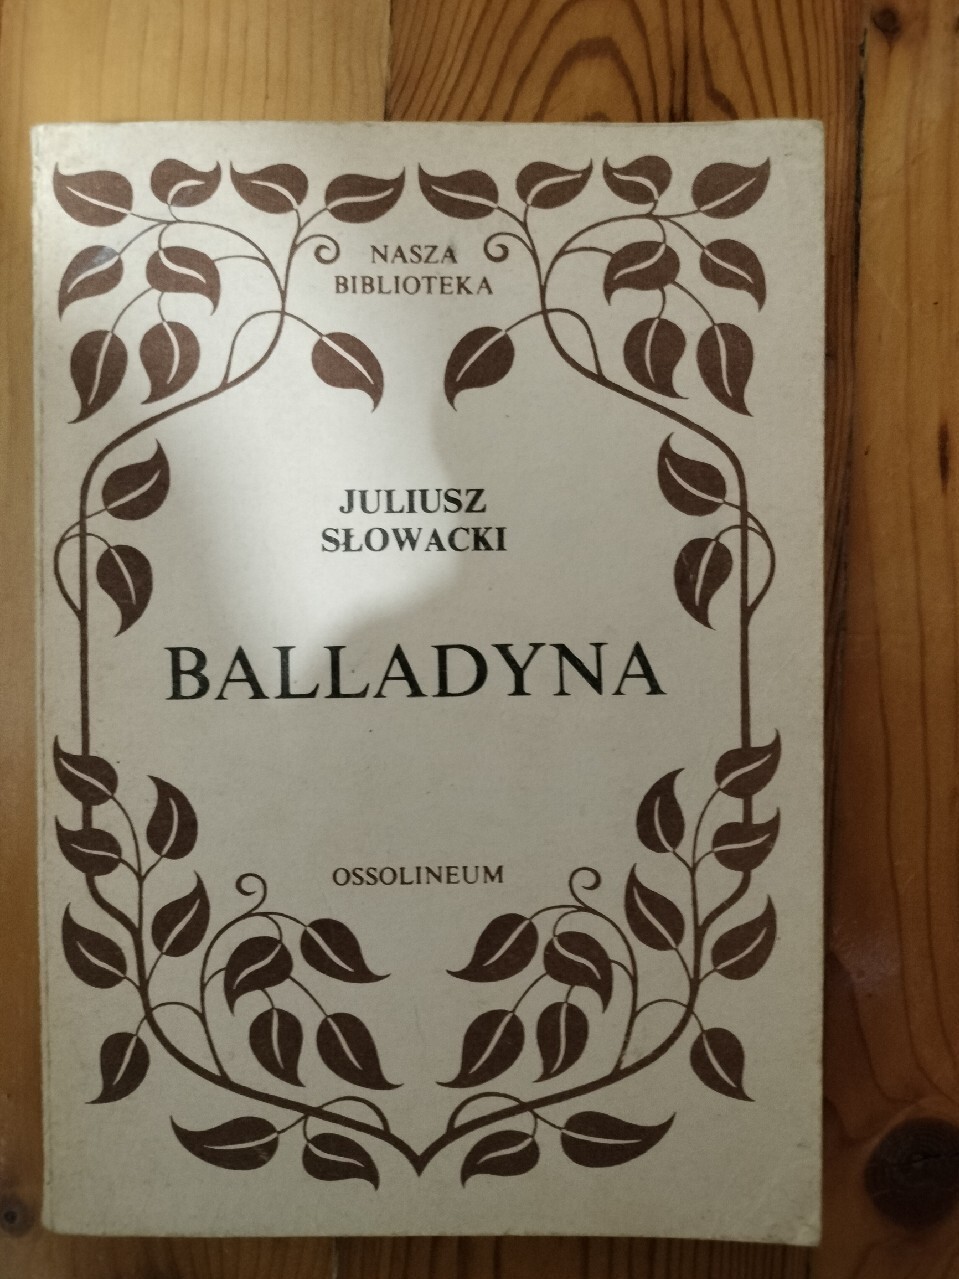 NASZA
BIBLIOTEKA
JULIUSZ
SŁOWACKI
BALLADYNA
OSSOLINEUM